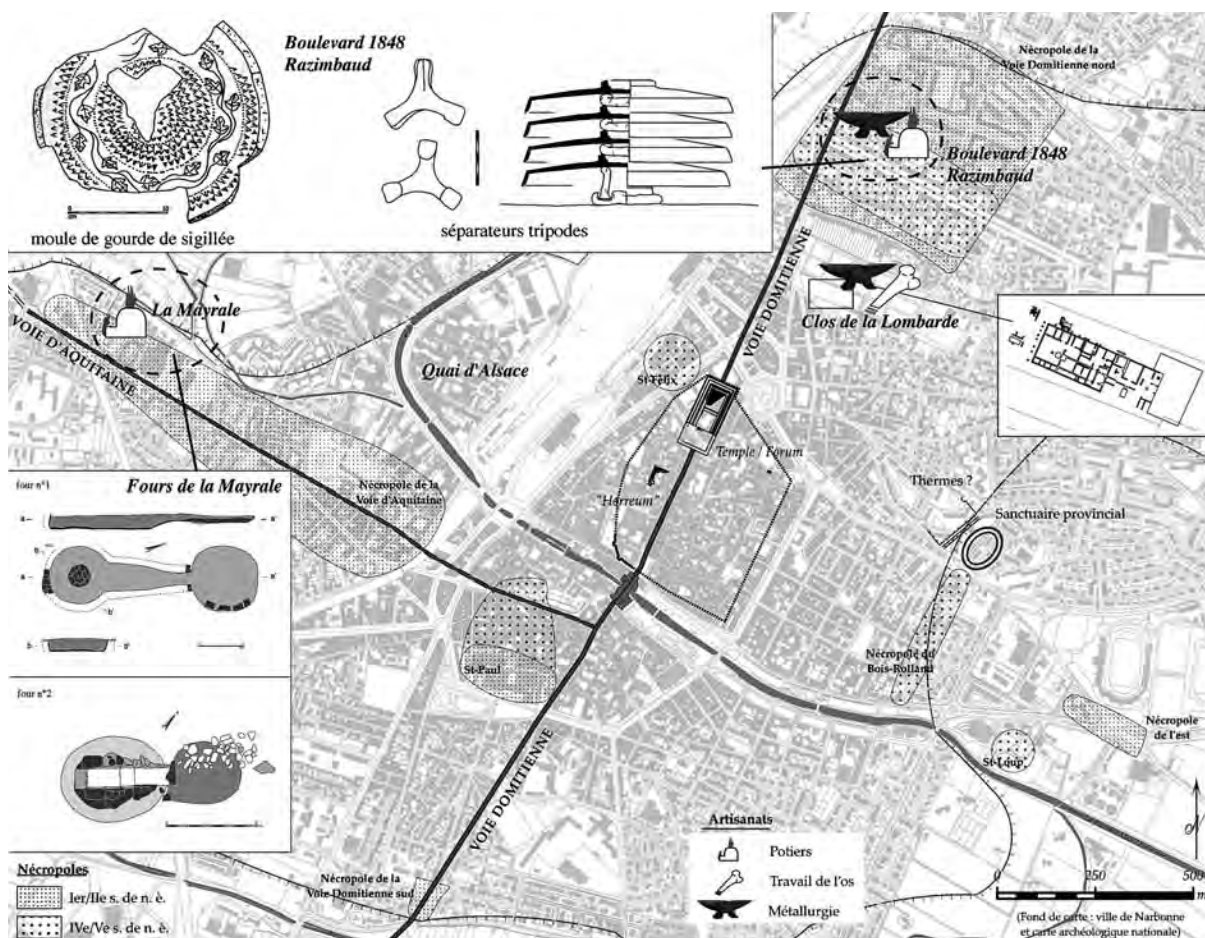 Boulevard 1848
Razimbaud
moule de gourde de sigillée
séparateurs tripodes
Nécropole de la
Voie Domitienne nord
Boulevard 1848
Razimbaud
VOIE DOMITIENNE
Clos de la Lombarde
La Mayrale
VOIE D'AQUITAINE
Quai d'Alsace
St-Félix
Temple / Forum
"Horreum"
Thermes ?
Sanctuaire provincial
Nécropole de la
Voie d'Aquitaine
four n°1
Fours de la Mayrale
a
a'
b
a
a'
b'
b
b'
four n°2
St-Paul
Nécropole du
Bois-Rolland
Nécropole
de l'est
St-Loup
VOIE DOMITIENNE
Nécropole de la
Voie Domitienne sud
Nécropoles
Ier/IIe s. de n. è.
IVe/Ve s. de n. è.
Artisanats
Potiers
Travail de l'os
Métallurgie
0 250 500
m
(Fond de carte : ville de Narbonne
et carte archéologique nationale)